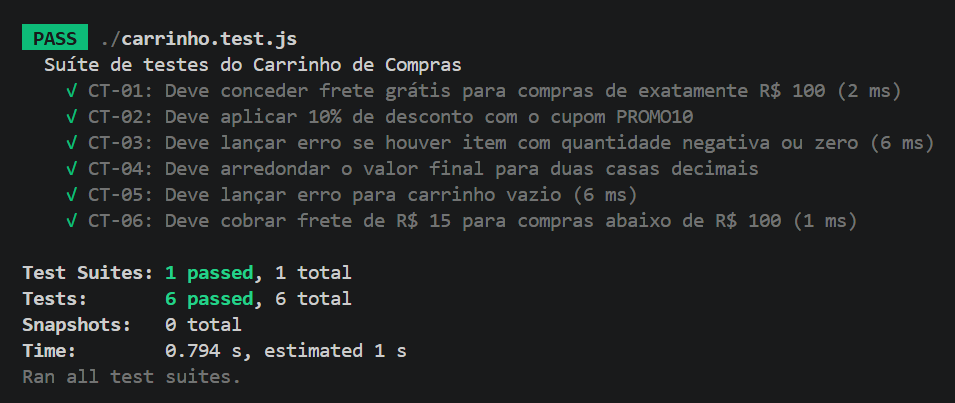 PASS ./carrinho.test.js
Suíte de testes do Carrinho de Compras
√ CT-01: Deve conceder frete grátis para compras de exatamente R$ 100 (2 ms)
√ CT-02: Deve aplicar 10% de desconto com o cupom PROMO10
√ CT-03: Deve lançar erro se houver item com quantidade negativa ou zero (6 ms)
√ CT-04: Deve arredondar o valor final para duas casas decimais
√ CT-05: Deve lançar erro para carrinho vazio (6 ms)
√ CT-06: Deve cobrar frete de R$ 15 para compras abaixo de R$ 100 (1 ms)
Test Suites: 1 passed, 1 total
Tests: 6 passed, 6 total
Snapshots: 0 total
Time: 0.794 s, estimated 1 s
Ran all test suites.